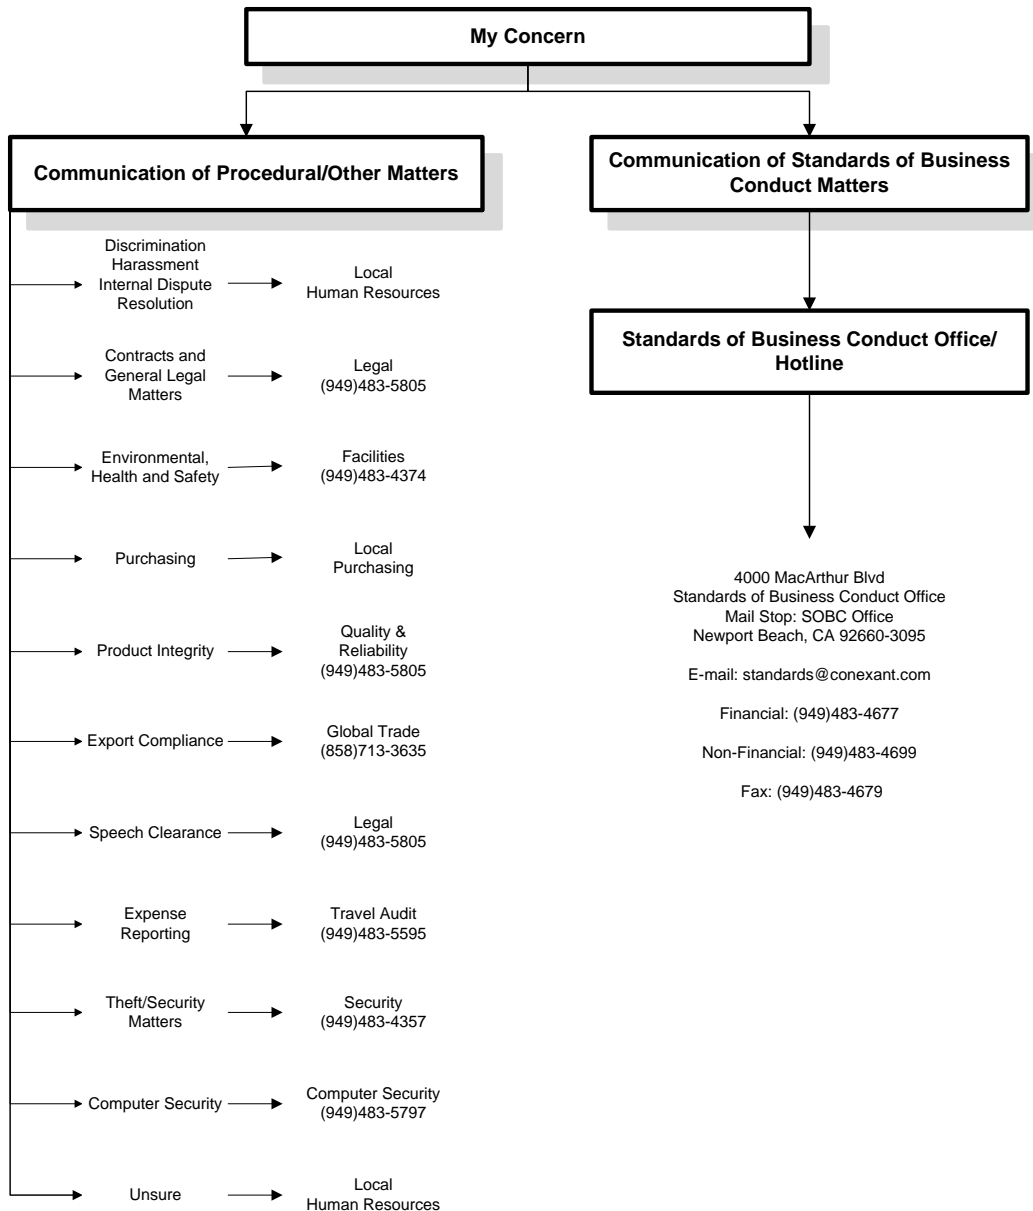 My Concern
Communication of Procedural/Other Matters
Discrimination
Harassment
Internal Dispute
Resolution
Local
Human Resources
Contracts and
General Legal
Matters
Legal
(949)483-5805
Environmental,
Health and Safety
Facilities
(949)483-4374
Purchasing
Local
Purchasing
Product Integrity
Quality &
Reliability
(949)483-5805
Export Compliance
Global Trade
(858)713-3635
Speech Clearance
Legal
(949)483-5805
Expense
Reporting
Travel Audit
(949)483-5595
Theft/Security
Matters
Security
(949)483-4357
Computer Security
Computer Security
(949)483-5797
Unsure
Local
Human Resources
Communication of Standards of Business
Conduct Matters
Standards of Business Conduct Office/
Hotline
4000 MacArthur Blvd
Standards of Business Conduct Office
Mail Stop: SOBC Office
Newport Beach, CA 92660-3095
E-mail: standards@conexant.com
Financial: (949)483-4677
Non-Financial: (949)483-4699
Fax: (949)483-4679